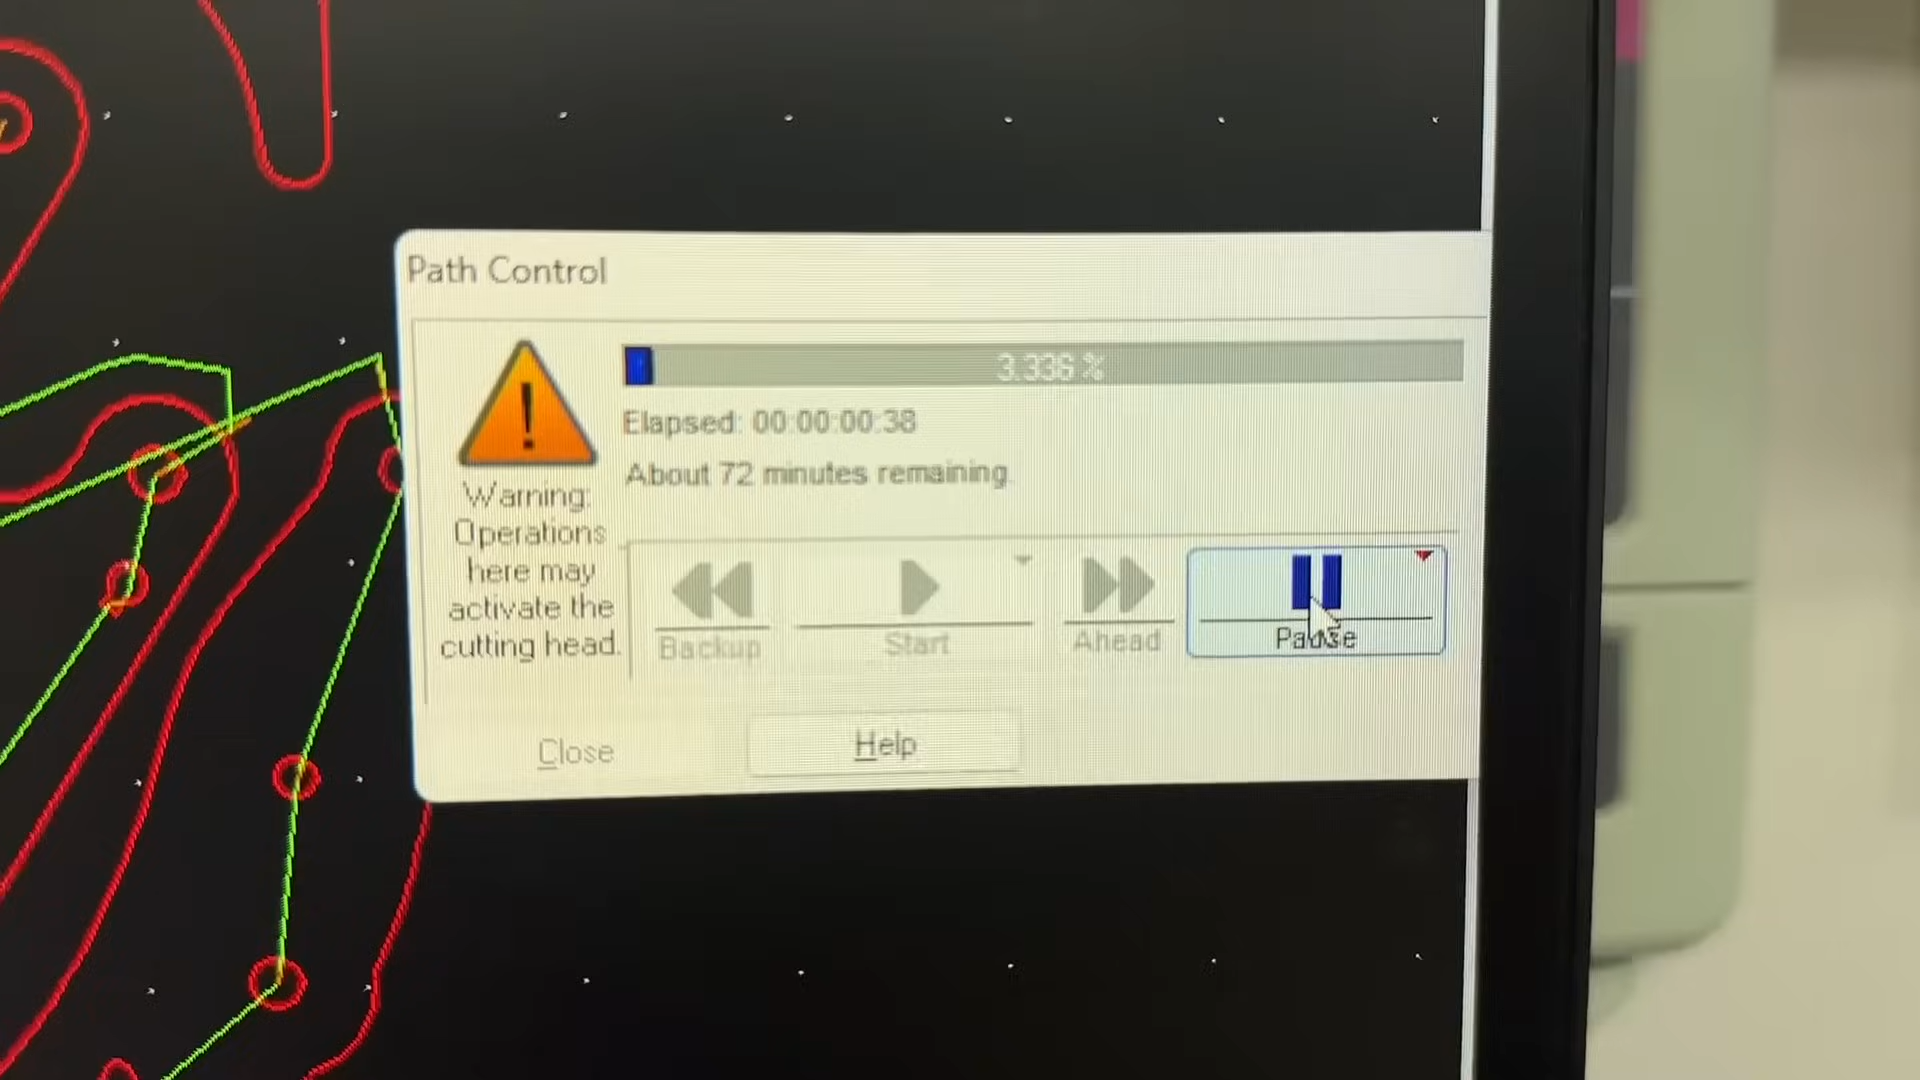 Path Control
3.336 %
Elapsed: 00:00:00:38
About 72 minutes remaining.
Warning:
Operations
here may
activate the
cutting head.
Backup
Start
Ahead
Pause
Close
Help